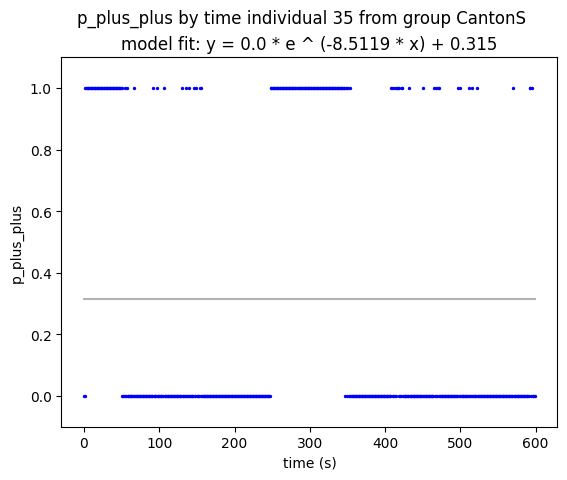 p_plus_plus by time individual 35 from group CantonS
model fit: y = 0.0 * e ^ (-8.5119 * x) + 0.315
1.0
0.8
0.6
0.4
0.2
0.0
p_plus_plus
0 100 200 300 400 500 600
time (s)